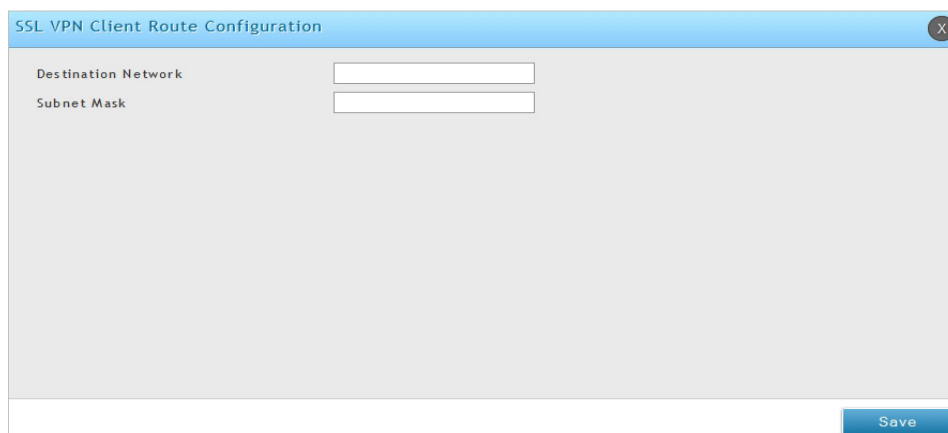 SSL VPN Client Route Configuration
X
Destination Network
Subnet Mask
Save